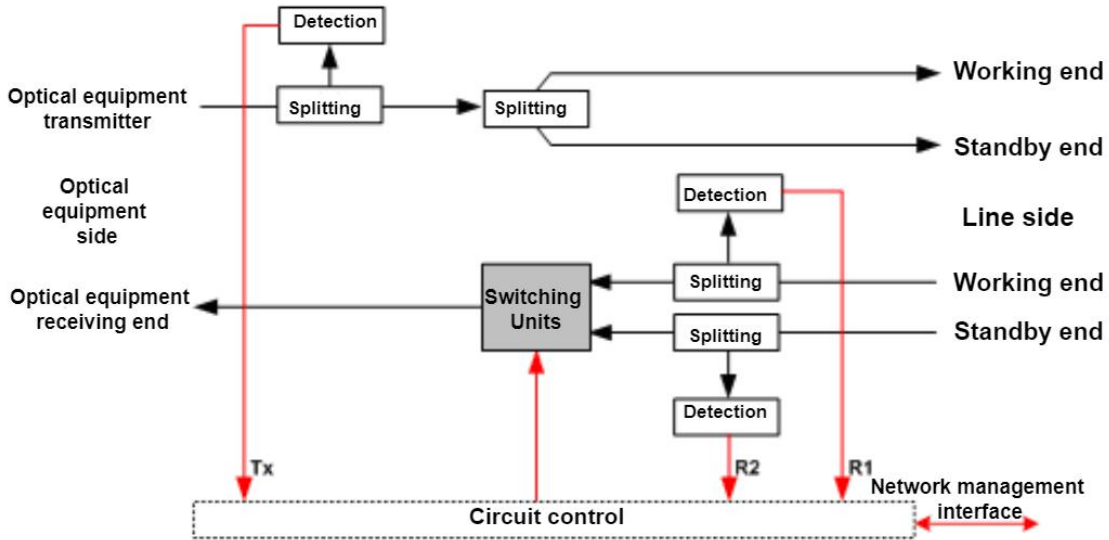 Detection
Optical equipment
transmitter
Splitting
Splitting
Working end
Standby end
Optical
equipment
side
Detection
Line side
Optical equipment
receiving end
Switching
Units
Splitting
Working end
Splitting
Standby end
Detection
Tx
R2
R1
Network management
interface
Circuit control